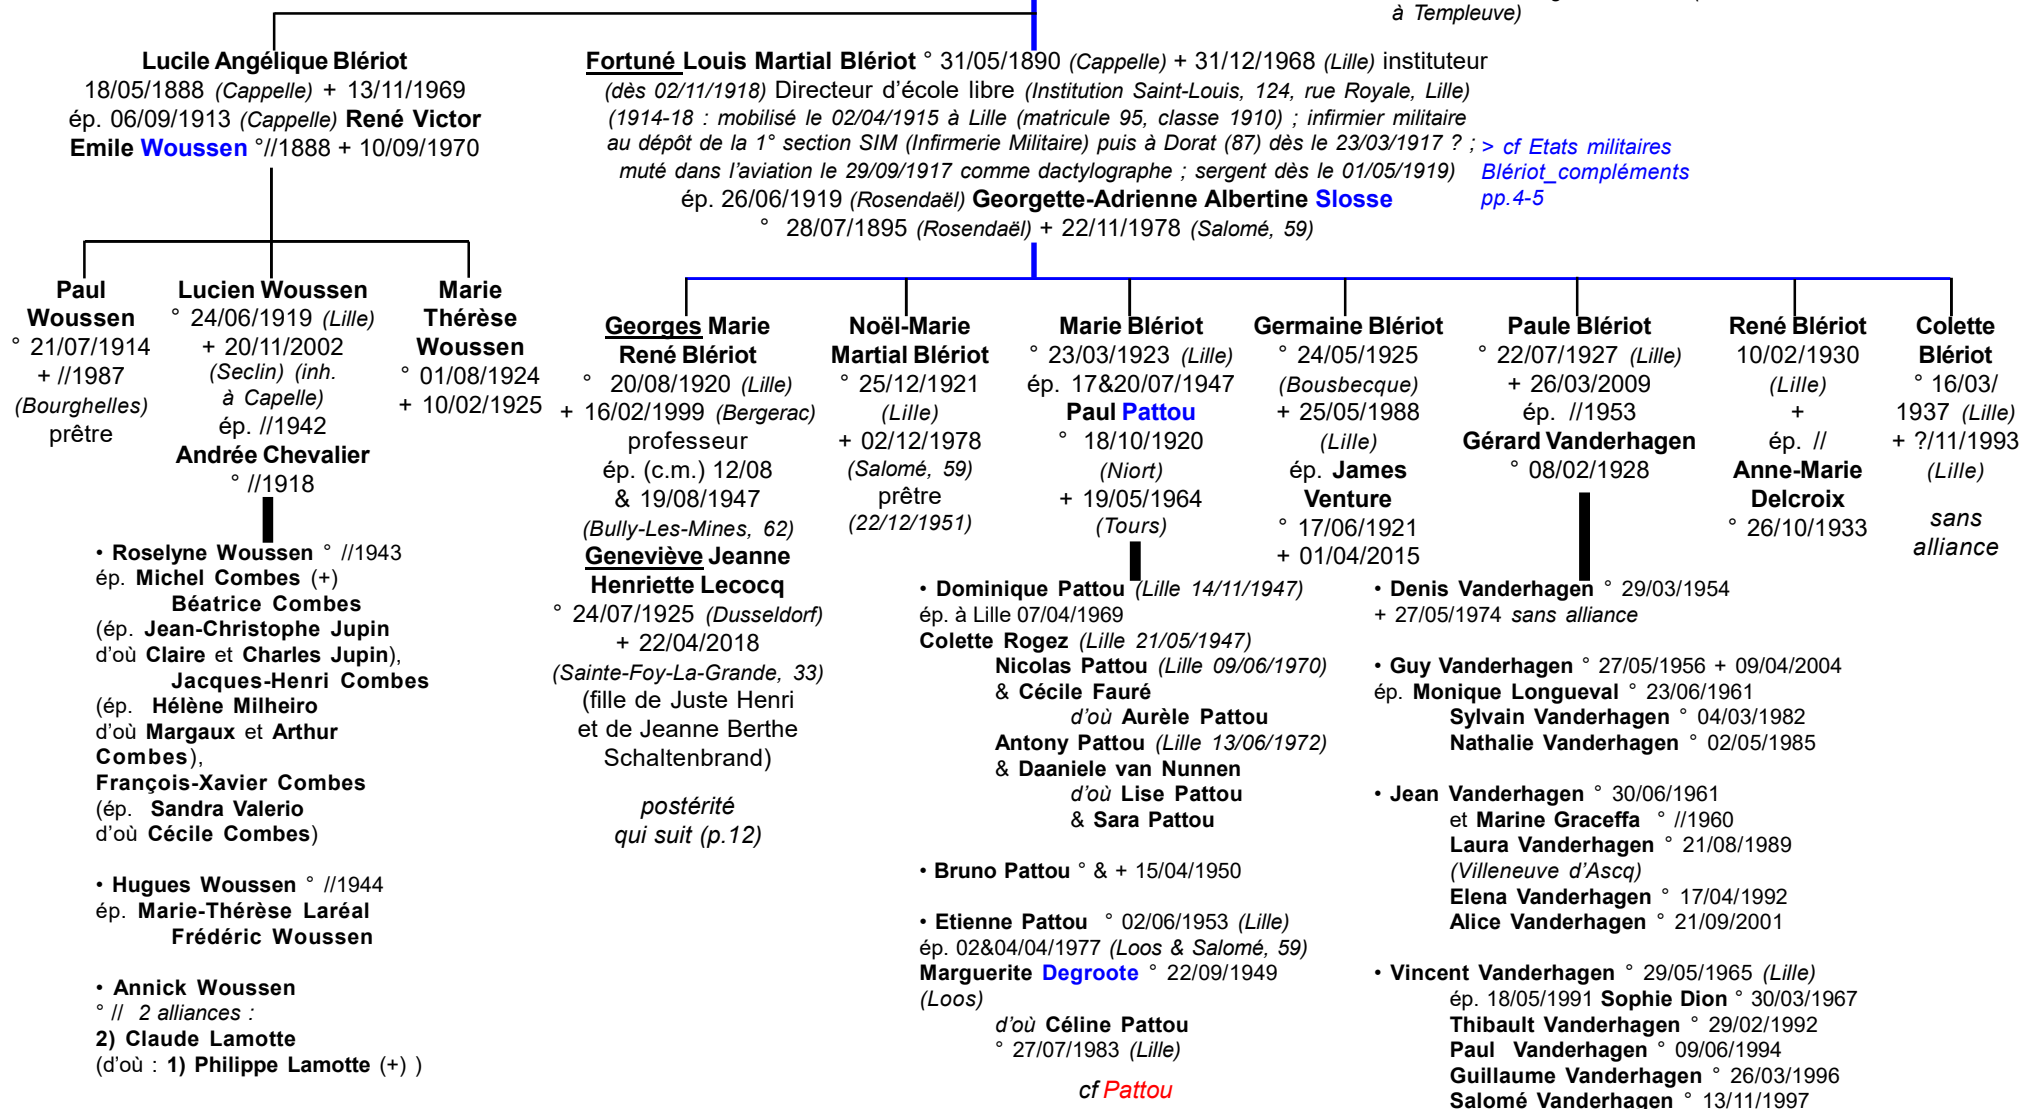 à Templeuve)
Lucile Angélique Blériot
18/05/1888 (Cappelle) + 13/11/1969
ép. 06/09/1913 (Cappelle) René Victor
Emile Woussen °//1888 + 10/09/1970
Fortuné Louis Martial Blériot ° 31/05/1890 (Cappelle) + 31/12/1968 (Lille) instituteur
(dès 02/11/1918) Directeur d'école libre (Institution Saint-Louis, 124, rue Royale, Lille)
(1914-18 : mobilisé le 02/04/1915 à Lille (matricule 95, classe 1910) ; infirmier militaire
au dépôt de la 1° section SIM (Infirmerie Militaire) puis à Dorat (87) dès le 23/03/1917 ? ;
muté dans l'aviation le 29/09/1917 comme dactylographe ; sergent dès le 01/05/1919)
ép. 26/06/1919 (Rosendaël) Georgette-Adrienne Albertine Slosse
° 28/07/1895 (Rosendaël) + 22/11/1978 (Salomé, 59)
> cf Etats militaires
Blériot_compléments
pp.4-5
Paul
Woussen
° 21/07/1914
+ //1987
(Bourghelles)
prêtre
Lucien Woussen
° 24/06/1919 (Lille)
+ 20/11/2002
(Seclin) (inh.
à Capelle)
ép. //1942
Andrée Chevalier
° //1918
Marie
Thérèse
Woussen
° 01/08/1924
+ 10/02/1925
Georges Marie
René Blériot
° 20/08/1920 (Lille)
+ 16/02/1999 (Bergerac)
professeur
ép. (c.m.) 12/08
& 19/08/1947
(Bully-Les-Mines, 62)
Geneviève Jeanne
Henriette Lecocq
° 24/07/1925 (Dusseldorf)
+ 22/04/2018
(Sainte-Foy-La-Grande, 33)
(fille de Juste Henri
et de Jeanne Berthe
Schaltenbrand)
postérité
qui suit (p.12)
Noël-Marie
Martial Blériot
° 25/12/1921
(Lille)
+ 02/12/1978
(Salomé, 59)
prêtre
(22/12/1951)
Marie Blériot
° 23/03/1923 (Lille)
ép. 17&20/07/1947
Paul Pattou
° 18/10/1920
(Niort)
+ 19/05/1964
(Tours)
Germaine Blériot
° 24/05/1925
(Bousbecque)
+ 25/05/1988
(Lille)
ép. James
Venture
° 17/06/1921
+ 01/04/2015
Paule Blériot
° 22/07/1927 (Lille)
+ 26/03/2009
ép. //1953
Gérard Vanderhagen
° 08/02/1928
René Blériot
10/02/1930
(Lille)
+
ép. //
Anne-Marie
Delcroix
° 26/10/1933
Colette
Blériot
° 16/03/
1937 (Lille)
+ ?/11/1993
(Lille)
sans
alliance
• Roselyne Woussen ° //1943
ép. Michel Combes (+)
Béatrice Combes
(ép. Jean-Christophe Jupin
d'où Claire et Charles Jupin),
Jacques-Henri Combes
(ép. Hélène Milheiro
d'où Margaux et Arthur
Combes),
François-Xavier Combes
(ép. Sandra Valerio
d'où Cécile Combes)
• Hugues Woussen ° //1944
ép. Marie-Thérèse Laréal
Frédéric Woussen
• Annick Woussen
° // 2 alliances :
2) Claude Lamotte
(d'où : 1) Philippe Lamotte (+) )
• Dominique Pattou (Lille 14/11/1947)
ép. à Lille 07/04/1969
Colette Rogez (Lille 21/05/1947)
Nicolas Pattou (Lille 09/06/1970)
& Cécile Fauré
d'où Aurèle Pattou
Antony Pattou (Lille 13/06/1972)
& Daaniele van Nunnen
d'où Lise Pattou
& Sara Pattou
• Bruno Pattou ° & + 15/04/1950
• Etienne Pattou ° 02/06/1953 (Lille)
ép. 02&04/04/1977 (Loos & Salomé, 59)
Marguerite Degroote ° 22/09/1949
(Loos)
d'où Céline Pattou
° 27/07/1983 (Lille)
cf Pattou
• Denis Vanderhagen ° 29/03/1954
+ 27/05/1974 sans alliance
• Guy Vanderhagen ° 27/05/1956 + 09/04/2004
ép. Monique Longueval ° 23/06/1961
Sylvain Vanderhagen ° 04/03/1982
Nathalie Vanderhagen ° 02/05/1985
• Jean Vanderhagen ° 30/06/1961
et Marine Graceffa ° //1960
Laura Vanderhagen ° 21/08/1989
(Villeneuve d'Ascq)
Elena Vanderhagen ° 17/04/1992
Alice Vanderhagen ° 21/09/2001
• Vincent Vanderhagen ° 29/05/1965 (Lille)
ép. 18/05/1991 Sophie Dion ° 30/03/1967
Thibault Vanderhagen ° 29/02/1992
Paul Vanderhagen ° 09/06/1994
Guillaume Vanderhagen ° 26/03/1996
Salomé Vanderhagen ° 13/11/1997